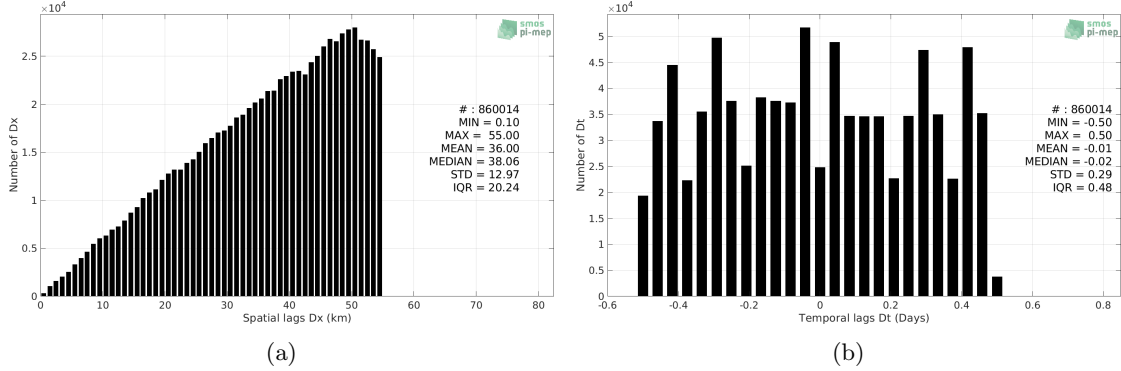 ×10⁴
smos
pi-mep
2.5
2
1.5
1
0.5
0
Number of Dx
# : 860014
MIN = 0.10
MAX = 55.00
MEAN = 36.00
MEDIAN = 38.06
STD = 12.97
IQR = 20.24
0 10 20 30 40 50 60 70 80
Spatial lags Dx (km)
(a)
×10⁴
smos
pi-mep
5
4.5
4
3.5
3
2.5
2
1.5
1
0.5
0
Number of Dt
# : 860014
MIN = -0.50
MAX = 0.50
MEAN = -0.01
MEDIAN = -0.02
STD = 0.29
IQR = 0.48
-0.6 -0.4 -0.2 0 0.2 0.4 0.6 0.8
Temporal lags Dt (Days)
(b)